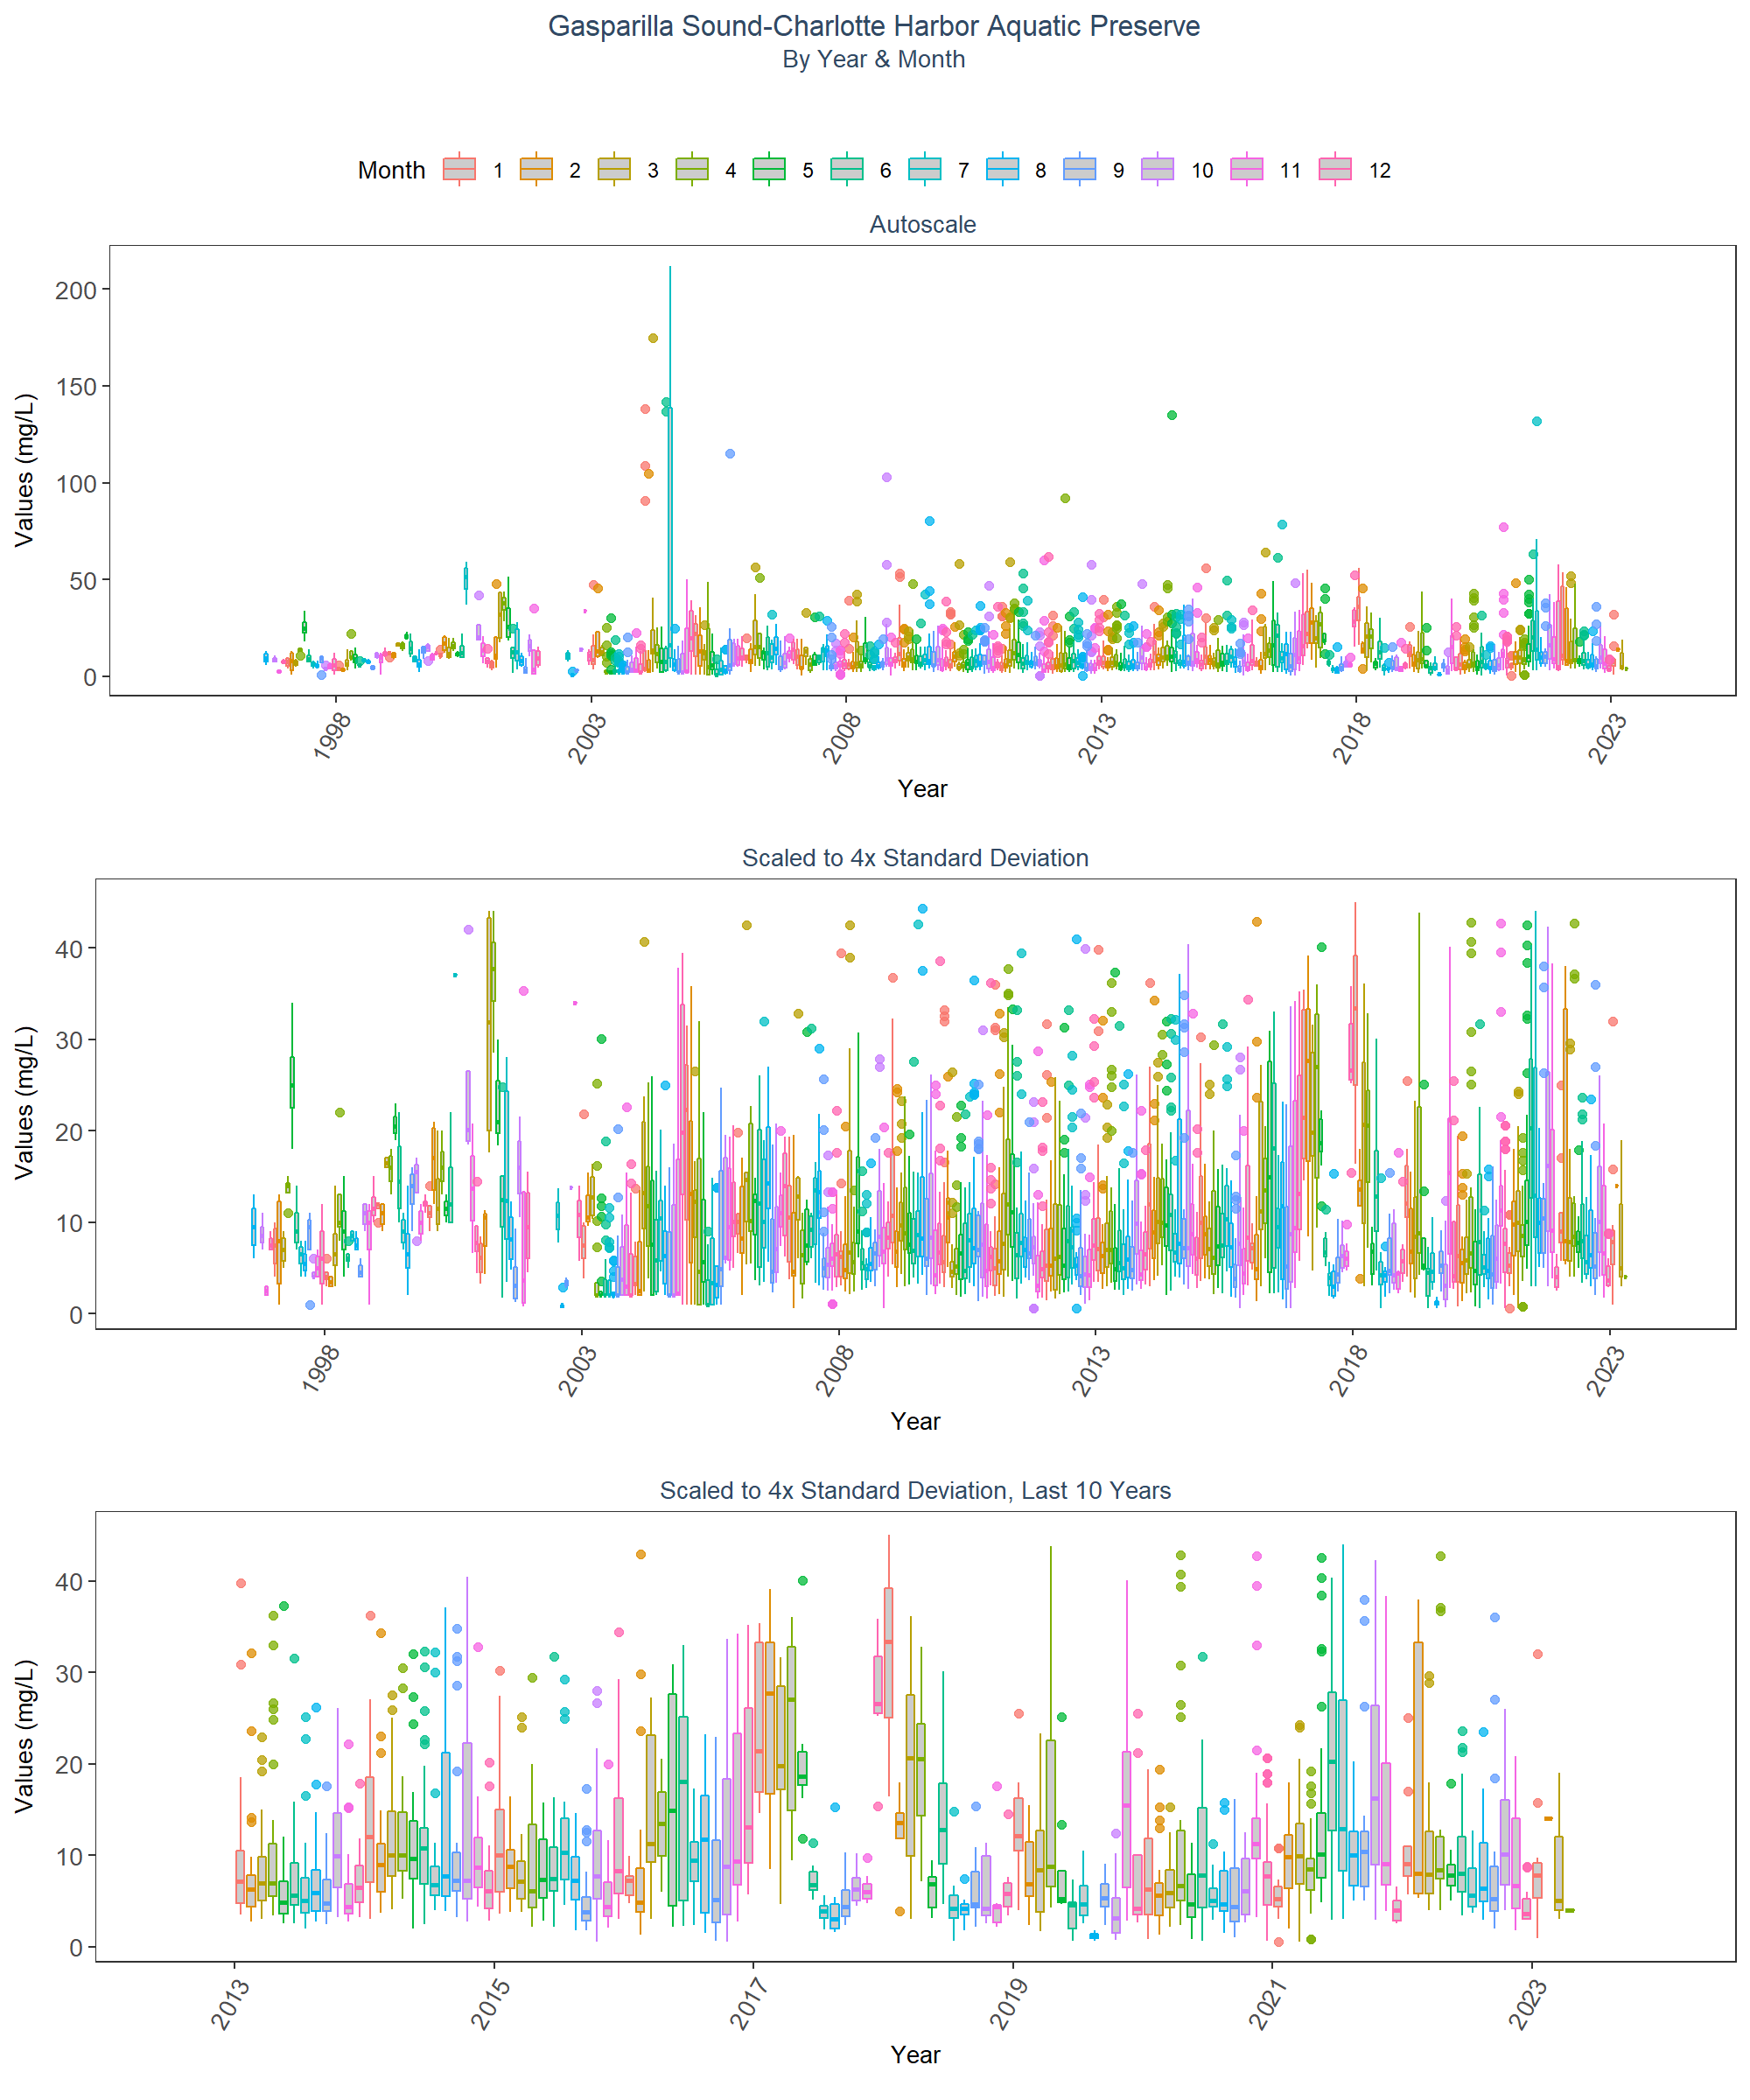 Gasparilla Sound-Charlotte Harbor Aquatic Preserve
By Year & Month
Month 1 2 3 4 5 6 7 8 9 10 11 12
Autoscale
Values (mg/L)
200
150
100
50
0
1998 2003 2008 2013 2018 2023
Year
Scaled to 4x Standard Deviation
Values (mg/L)
40
30
20
10
0
1998 2003 2008 2013 2018 2023
Year
Scaled to 4x Standard Deviation, Last 10 Years
Values (mg/L)
40
30
20
10
0
2013 2015 2017 2019 2021 2023
Year